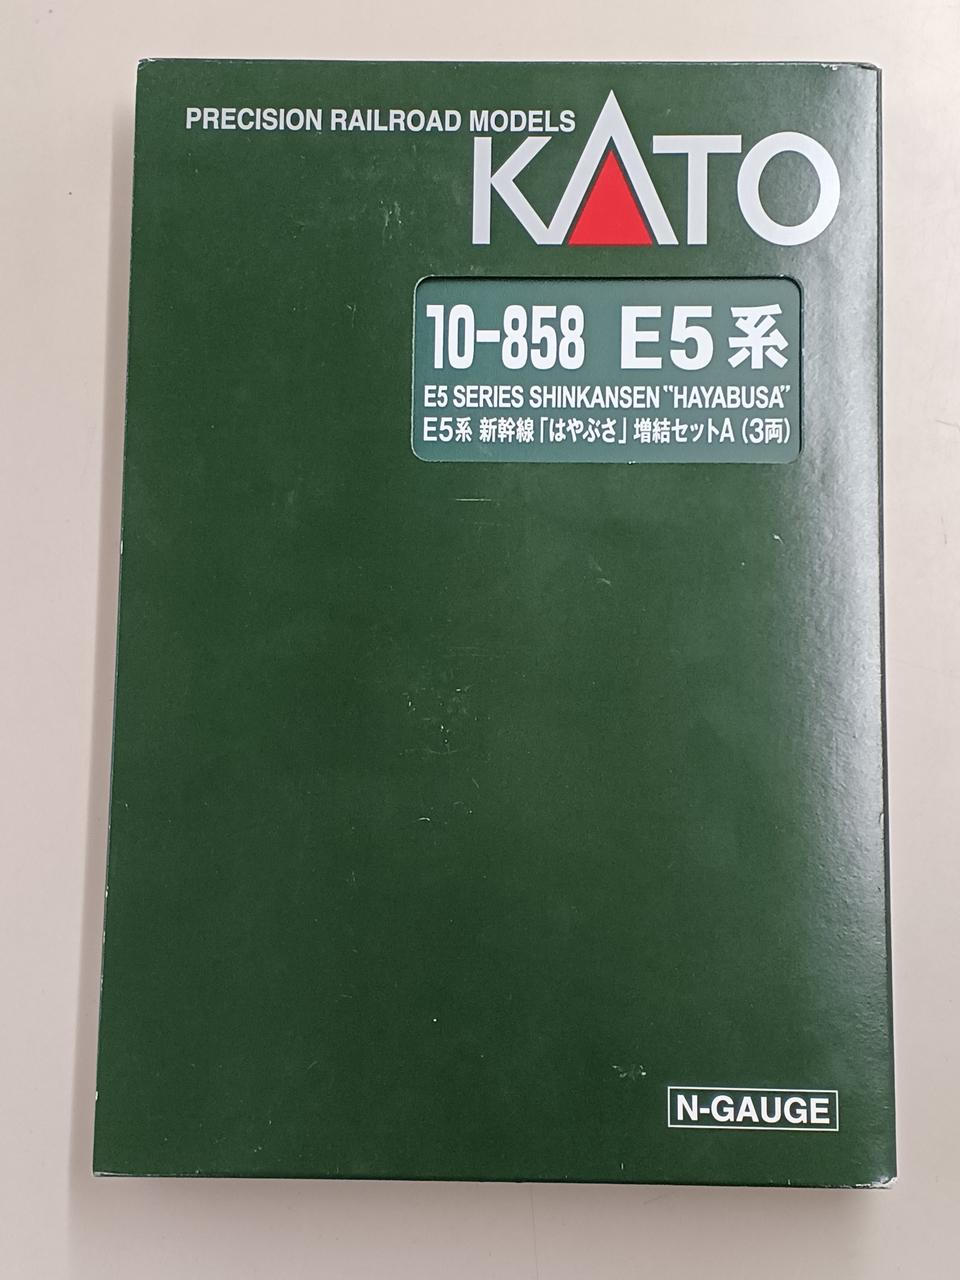 PRECISION RAILROAD MODELS
KATO
10-858 E5系
E5 SERIES SHINKANSEN "HAYABUSA"
E5系 新幹線「はやぶさ」増結セットA (3両)
N-GAUGE